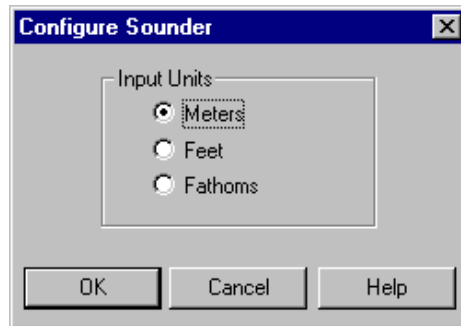 Configure Sounder
Input Units
Meters
Feet
Fathoms
OK Cancel Help